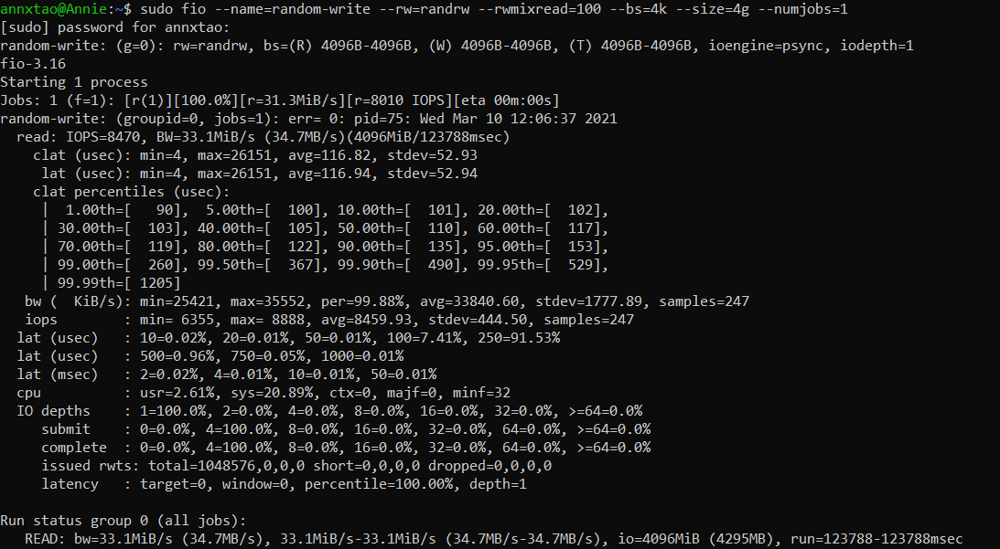 annxtao@Annie:~$ sudo fio --name=random-write --rw=randrw --rwmixread=100 --bs=4k --size=4g --numjobs=1
[sudo] password for annxtao:
random-write: (g=0): rw=randrw, bs=(R) 4096B-4096B, (W) 4096B-4096B, (T) 4096B-4096B, ioengine=psync, iodepth=1
fio-3.16
Starting 1 process
Jobs: 1 (f=1): [r(1)][100.0%][r=31.3MiB/s][r=8010 IOPS][eta 00m:00s]
random-write: (groupid=0, jobs=1): err= 0: pid=75: Wed Mar 10 12:06:37 2021
  read: IOPS=8470, BW=33.1MiB/s (34.7MB/s)(4096MiB/123788msec)
    clat (usec): min=4, max=26151, avg=116.82, stdev=52.93
     lat (usec): min=4, max=26151, avg=116.94, stdev=52.94
    clat percentiles (usec):
     |  1.00th=[   90],  5.00th=[  100], 10.00th=[  101], 20.00th=[  102],
     | 30.00th=[  103], 40.00th=[  105], 50.00th=[  110], 60.00th=[  117],
     | 70.00th=[  119], 80.00th=[  122], 90.00th=[  135], 95.00th=[  153],
     | 99.00th=[  260], 99.50th=[  367], 99.90th=[  490], 99.95th=[  529],
     | 99.99th=[ 1205]
   bw (  KiB/s): min=25421, max=35552, per=99.88%, avg=33840.60, stdev=1777.89, samples=247
   iops        : min= 6355, max= 8888, avg=8459.93, stdev=444.50, samples=247
  lat (usec)   : 10=0.02%, 20=0.01%, 50=0.01%, 100=7.41%, 250=91.53%
  lat (usec)   : 500=0.96%, 750=0.05%, 1000=0.01%
  lat (msec)   : 2=0.02%, 4=0.01%, 10=0.01%, 50=0.01%
  cpu          : usr=2.61%, sys=20.89%, ctx=0, majf=0, minf=32
  IO depths    : 1=100.0%, 2=0.0%, 4=0.0%, 8=0.0%, 16=0.0%, 32=0.0%, >=64=0.0%
     submit    : 0=0.0%, 4=100.0%, 8=0.0%, 16=0.0%, 32=0.0%, 64=0.0%, >=64=0.0%
     complete  : 0=0.0%, 4=100.0%, 8=0.0%, 16=0.0%, 32=0.0%, 64=0.0%, >=64=0.0%
     issued rwts: total=1048576,0,0,0 short=0,0,0,0 dropped=0,0,0,0
     latency   : target=0, window=0, percentile=100.00%, depth=1

Run status group 0 (all jobs):
   READ: bw=33.1MiB/s (34.7MB/s), 33.1MiB/s-33.1MiB/s (34.7MB/s-34.7MB/s), io=4096MiB (4295MB), run=123788-123788msec